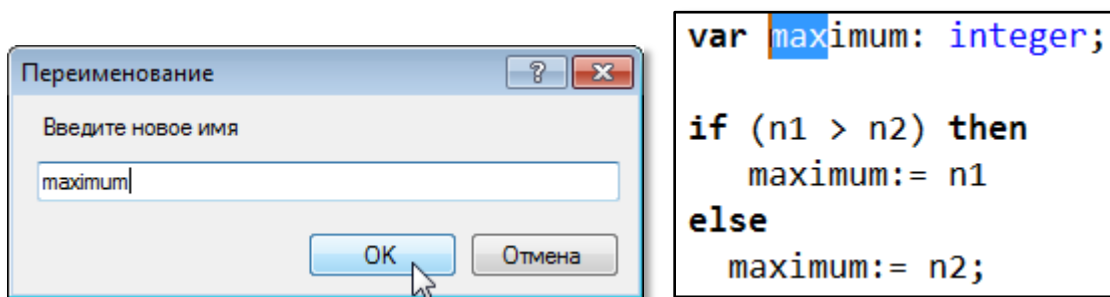 Переименование
Введите новое имя
maximum
OK
Отмена
var maximum: integer;
if (n1 > n2) then
maximum:= n1
else
maximum:= n2;